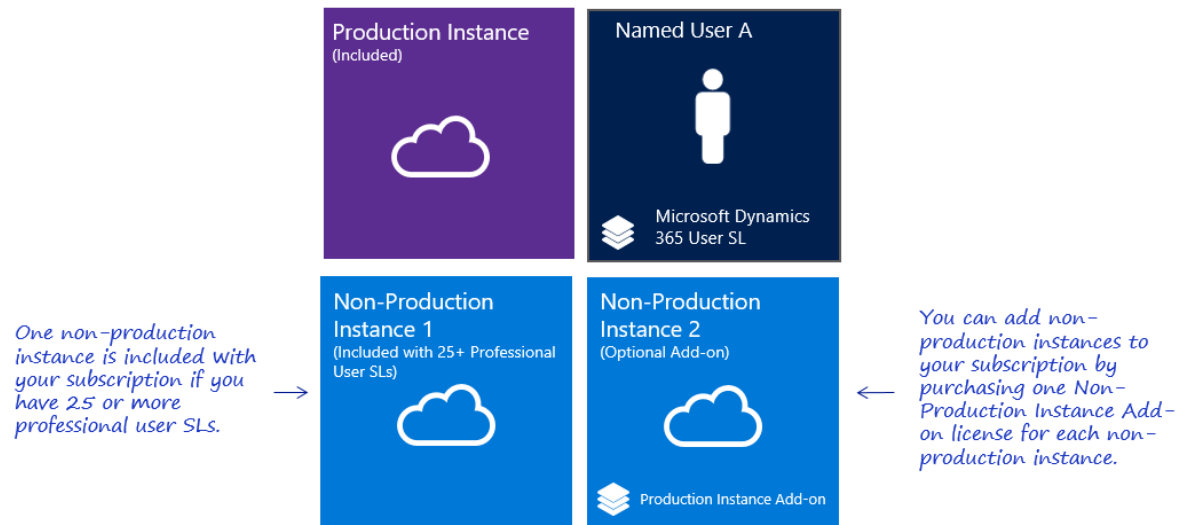 Production Instance
(Included)
Named User A
Microsoft Dynamics
365 User SL
One non-production
instance is included with
your subscription if you
have 25 or more
professional user SLs.
Non-Production
Instance 1
(Included with 25+ Professional
User SLs)
Non-Production
Instance 2
(Optional Add-on)
Production Instance Add-on
You can add non-
production instances to
your subscription by
purchasing one Non-
Production Instance Add-
on license for each non-
production instance.